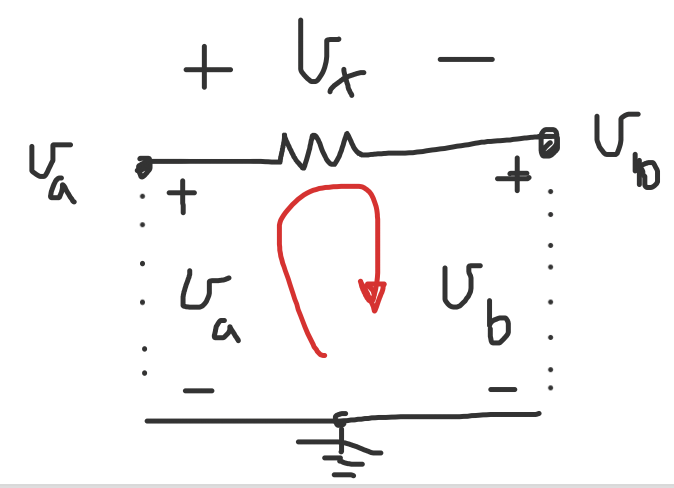 + Vx −
Va Vb
+ +
Va Vb
− −